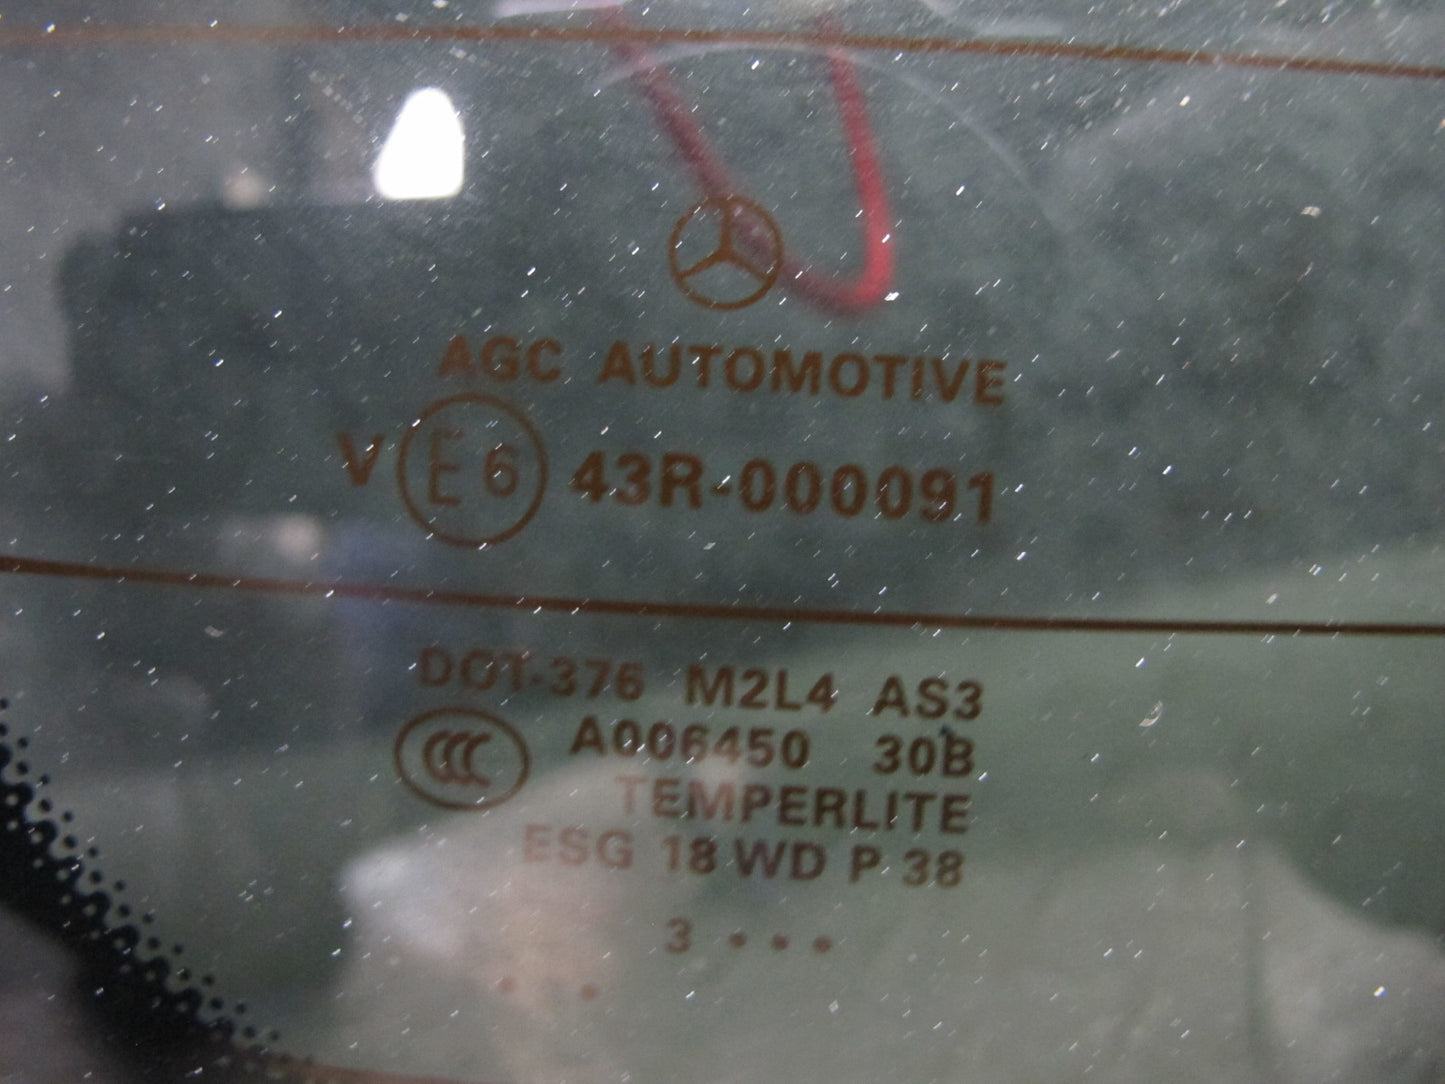 AGC AUTOMOTIVE
V E6 43R-000091
DOT-376 M2L4 AS3
CCC A006450 30B
TEMPERLITE
ESG 18 WD P 38
3 • • •